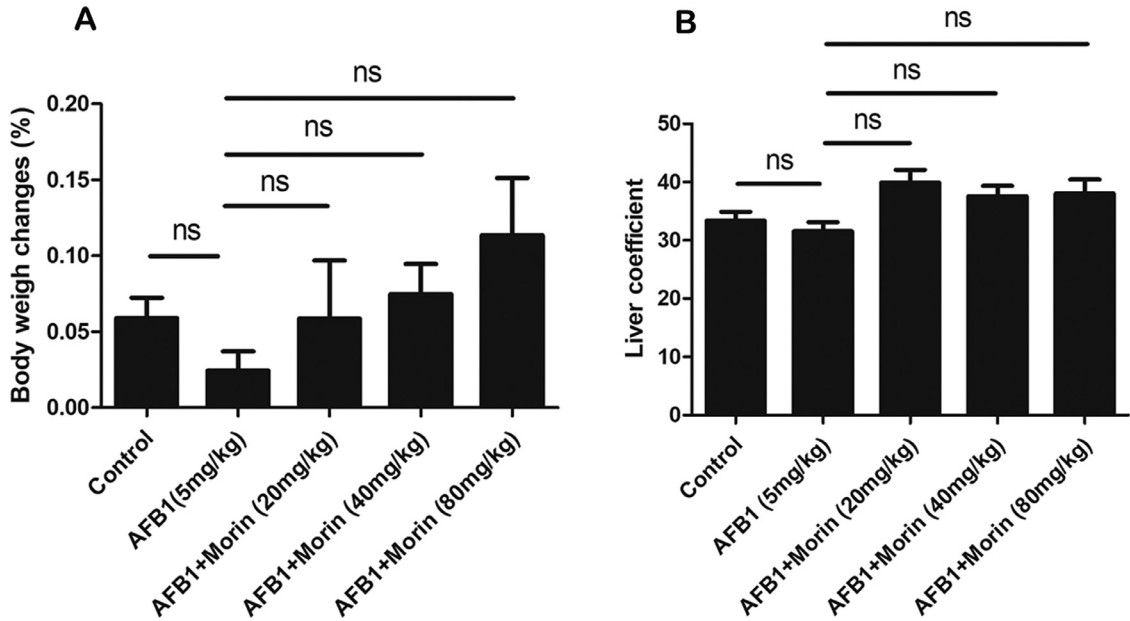 A
ns
ns
ns
ns
Body weigh changes (%)
0.20
0.15
0.10
0.05
0.00
Control
AFB1(5mg/kg)
AFB1+Morin (20mg/kg)
AFB1+Morin (40mg/kg)
AFB1+Morin (80mg/kg)
B
ns
ns
ns
ns
Liver coefficient
50
40
30
20
10
0
Control
AFB1 (5mg/kg)
AFB1+Morin (20mg/kg)
AFB1+Morin (40mg/kg)
AFB1+Morin (80mg/kg)